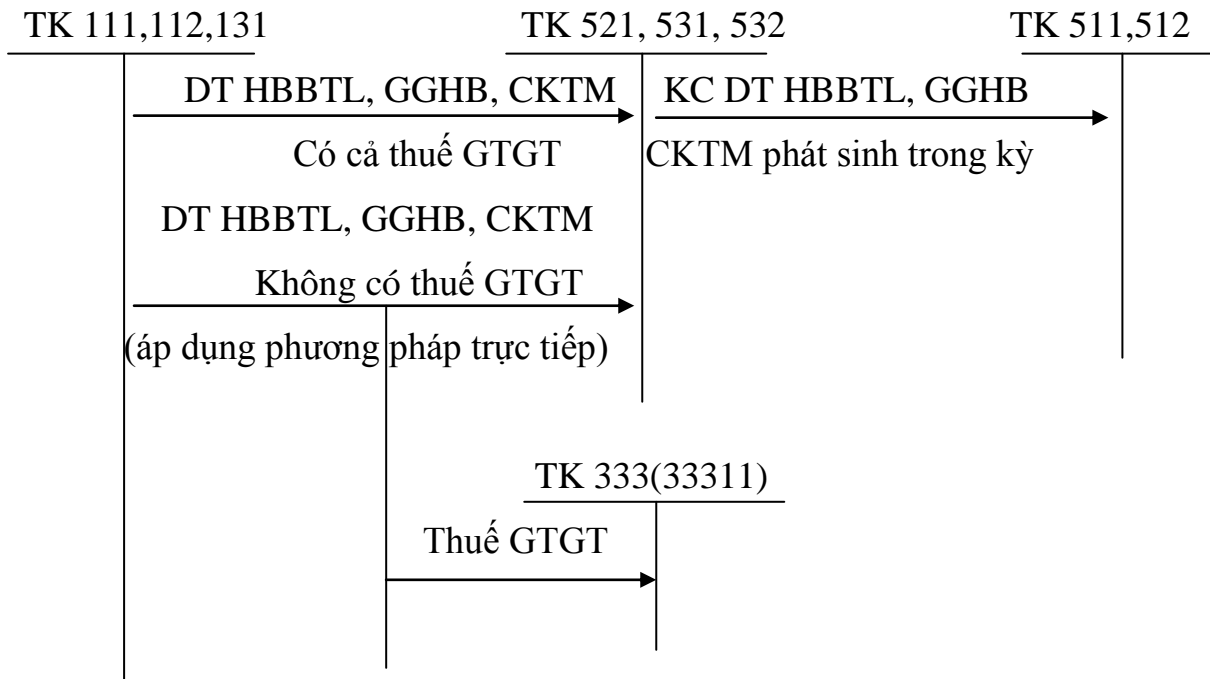 TK 111,112,131 TK 521, 531, 532 TK 511,512
DT HBBTL, GGHB, CKTM KC DT HBBTL, GGHB
Có cả thuế GTGT CKTM phát sinh trong kỳ
DT HBBTL, GGHB, CKTM
Không có thuế GTGT
(áp dụng phương pháp trực tiếp)
TK 333(33311)
Thuế GTGT